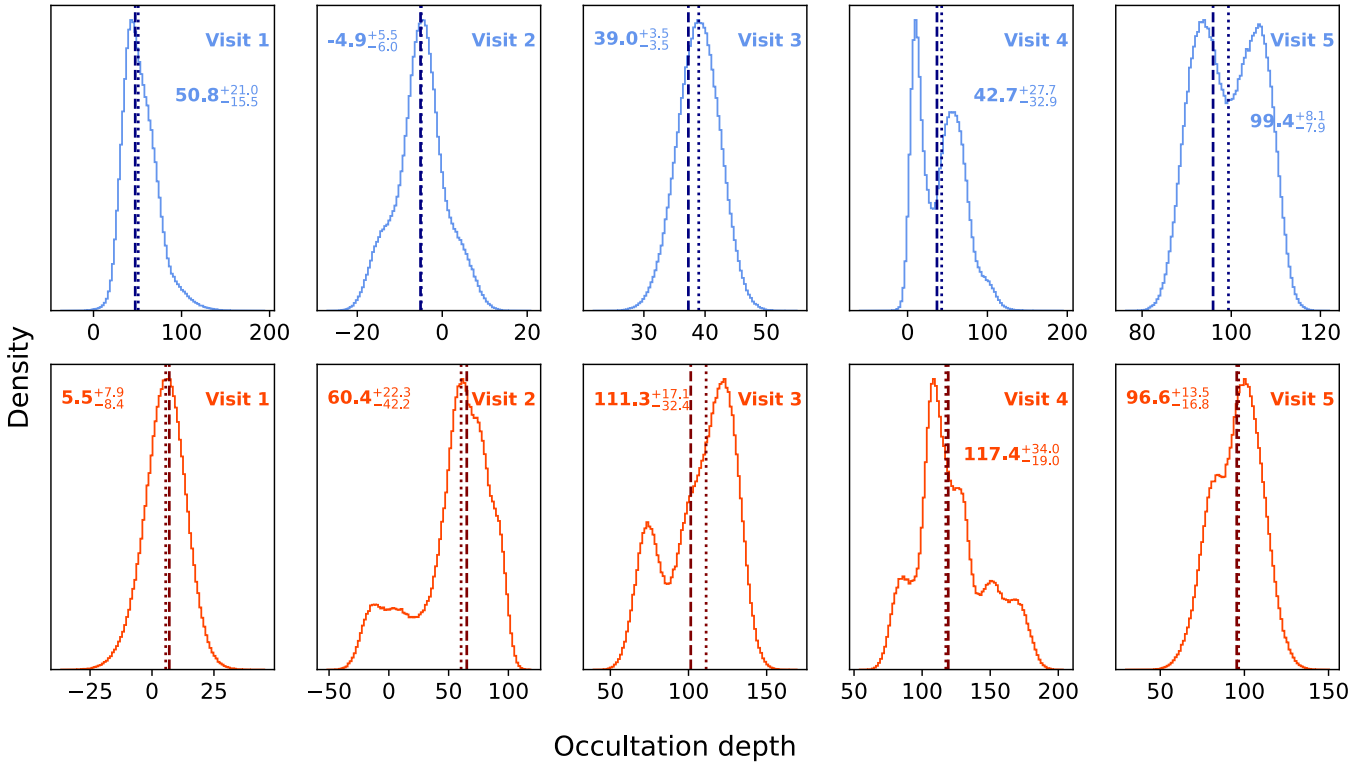 Visit 1
50.8+21.0−15.5
-4.9+5.5−6.0
Visit 2
39.0+3.5−3.5
Visit 3
Visit 4
42.7+27.7−32.9
Visit 5
99.4+8.1−7.9
0 100 200
−20 0 20
30 40 50
0 100 200
80 100 120
Density
5.5+7.9−8.4
Visit 1
60.4+22.3−42.2
Visit 2
111.3+17.1−32.4
Visit 3
Visit 4
117.4+34.0−19.0
96.6+13.5−16.8
Visit 5
−25 0 25
−50 0 50 100
50 100 150
50 100 150 200
50 100 150
Occultation depth